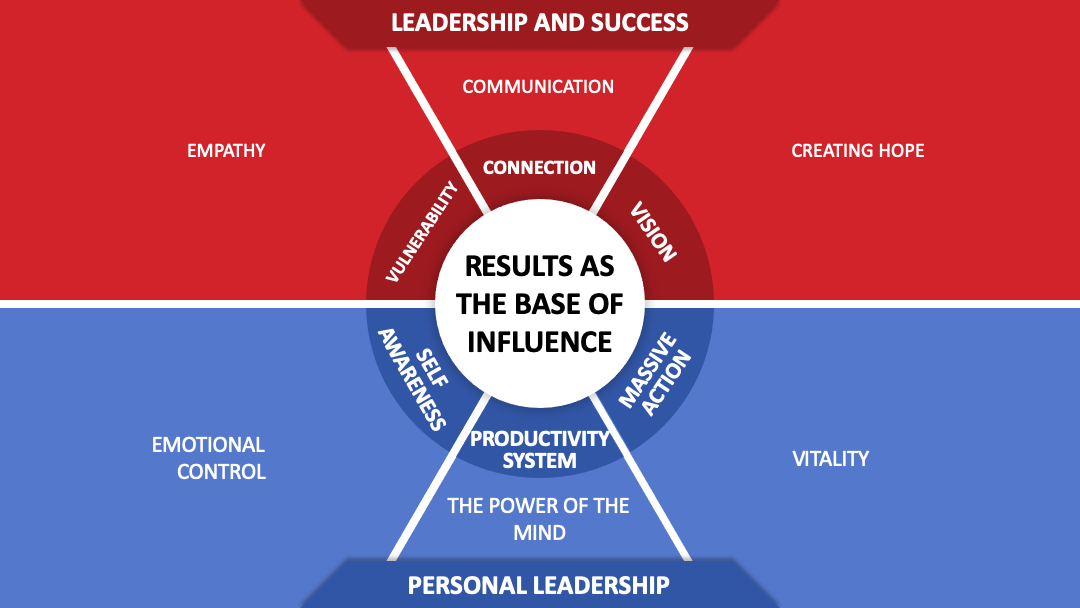 LEADERSHIP AND SUCCESS
COMMUNICATION
EMPATHY
CREATING HOPE
CONNECTION
VULNERABILITY
VISION
RESULTS AS
THE BASE OF
INFLUENCE
SELF
AWARENESS
MASSIVE
ACTION
PRODUCTIVITY
SYSTEM
EMOTIONAL
CONTROL
VITALITY
THE POWER OF THE
MIND
PERSONAL LEADERSHIP